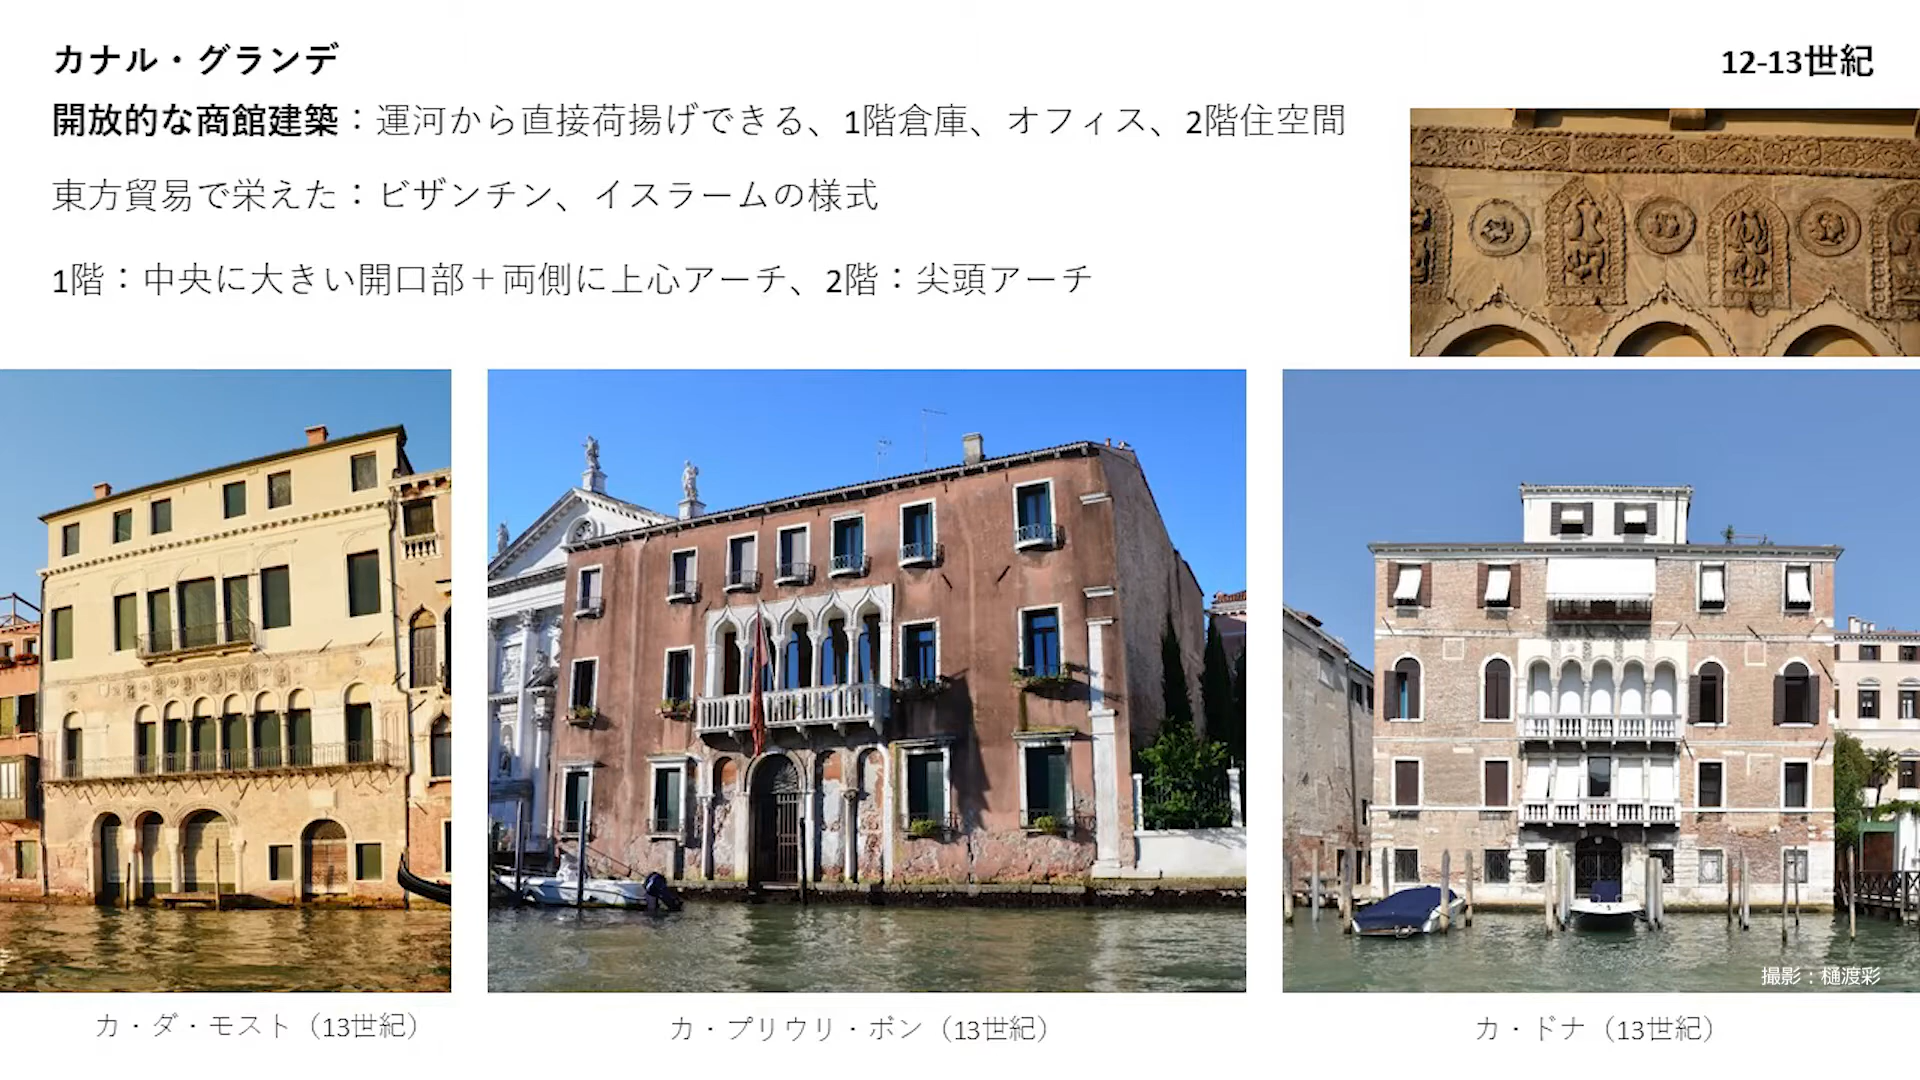 カナル・グランデ
12-13世紀
開放的な商館建築：運河から直接荷揚げできる、1階倉庫、オフィス、2階住空間
東方貿易で栄えた：ビザンチン、イスラームの様式
1階：中央に大きい開口部＋両側に上心アーチ、2階：尖頭アーチ
撮影：樋渡彩
カ・ダ・モスト（13世紀）
カ・プリウリ・ボン（13世紀）
カ・ドナ（13世紀）